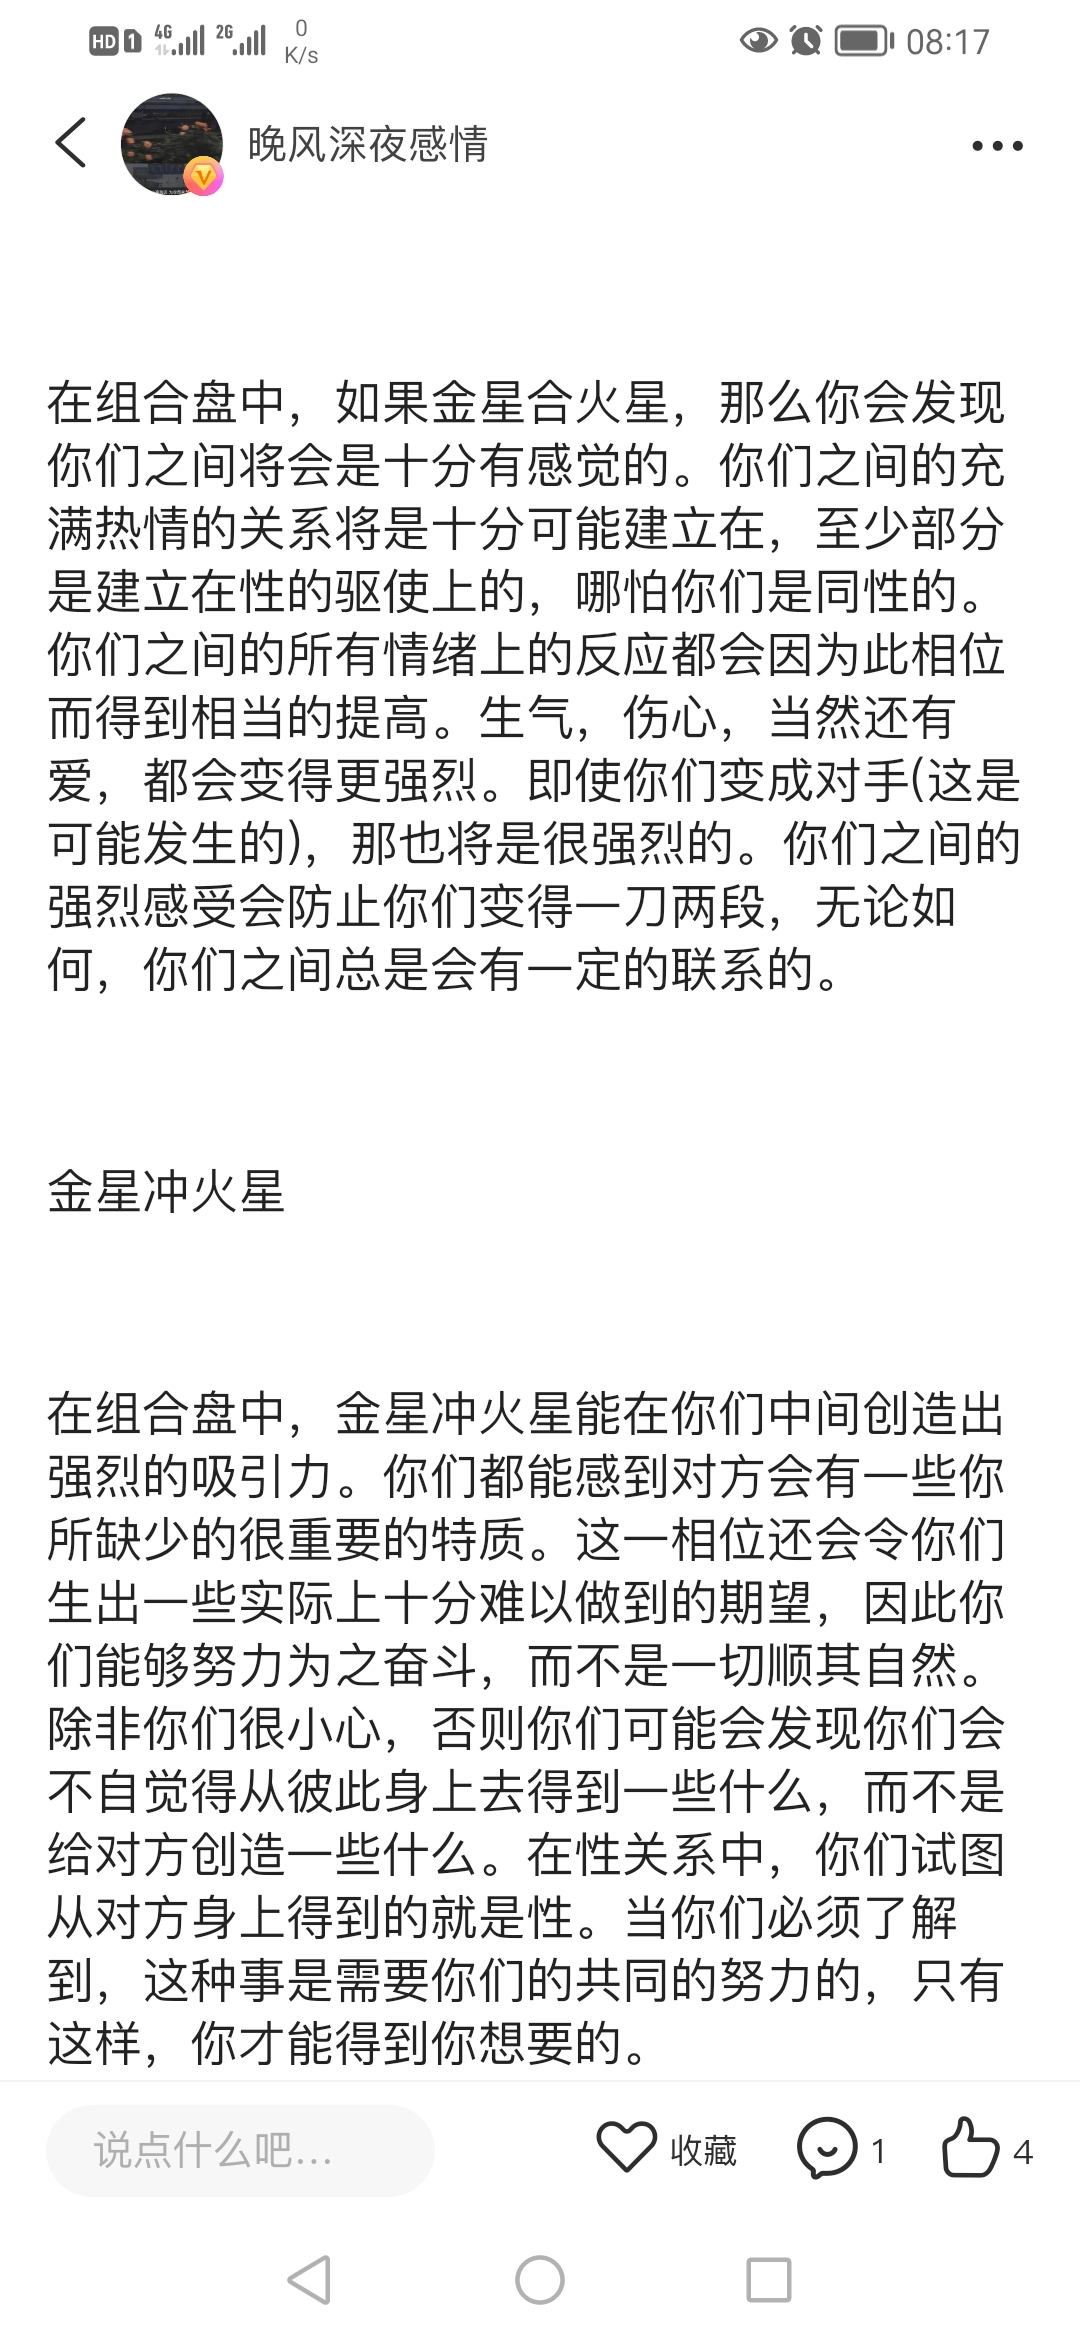 HD 1 4G 2G 0 K/s 08:17
晚风深夜感情
在组合盘中，如果金星合火星，那么你会发现
你们之间将会是十分有感觉的。你们之间的充
满热情的关系将是十分可能建立在，至少部分
是建立在性的驱使上的，哪怕你们是同性的。
你们之间的所有情绪上的反应都会因为此相位
而得到相当的提高。生气，伤心，当然还有
爱，都会变得更强烈。即使你们变成对手(这是
可能发生的)，那也将是很强烈的。你们之间的
强烈感受会防止你们变得一刀两段，无论如
何，你们之间总是会有一定的联系的。
金星冲火星
在组合盘中，金星冲火星能在你们中间创造出
强烈的吸引力。你们都能感到对方会有一些你
所缺少的很重要的特质。这一相位还会令你们
生出一些实际上十分难以做到的期望，因此你
们能够努力为之奋斗，而不是一切顺其自然。
除非你们很小心，否则你们可能会发现你们会
不自觉得从彼此身上去得到一些什么，而不是
给对方创造一些什么。在性关系中，你们试图
从对方身上得到的就是性。当你们必须了解
到，这种事是需要你们的共同的努力的，只有
这样，你才能得到你想要的。
说点什么吧... 收藏 1 4